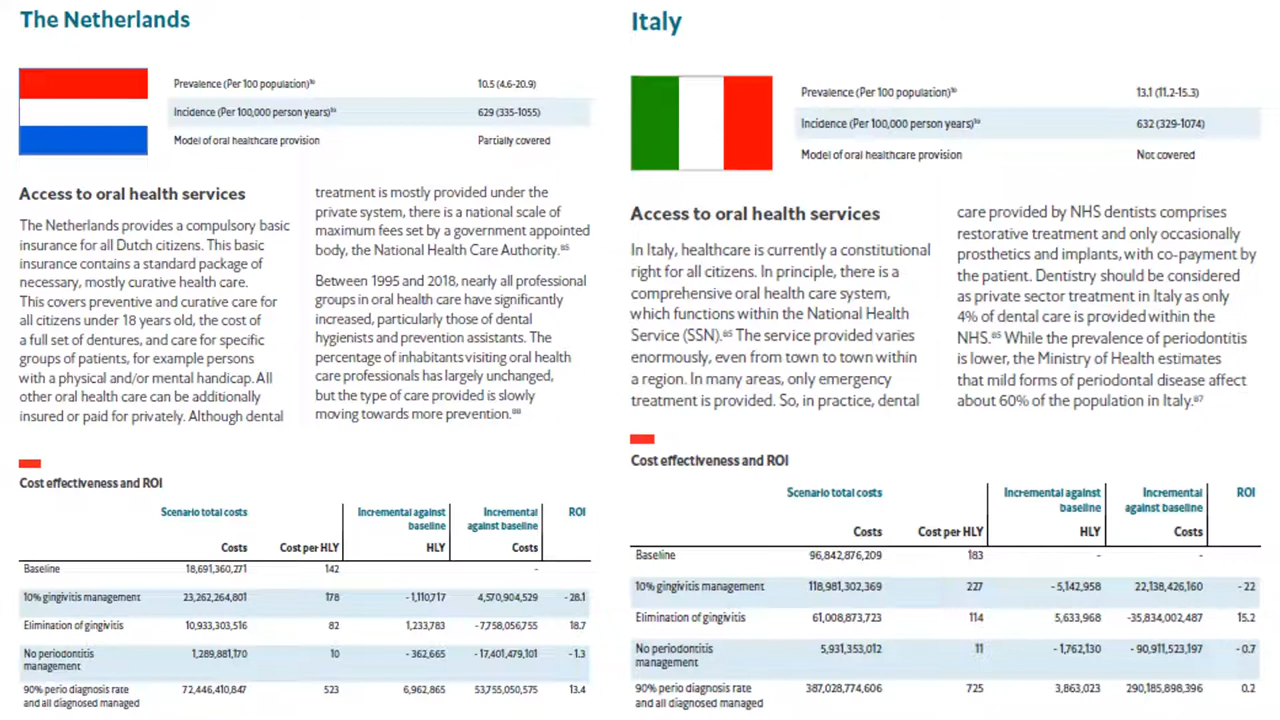 The Netherlands
Prevalence (Per 100 population)³⁶ 10.5 (4.6-20.9)
Incidence (Per 100,000 person years)³⁶ 629 (335-1055)
Model of oral healthcare provision Partially covered
Access to oral health services
The Netherlands provides a compulsory basic
insurance for all Dutch citizens. This basic
insurance contains a standard package of
necessary, mostly curative health care.
This covers preventive and curative care for
all citizens under 18 years old, the cost of
a full set of dentures, and care for specific
groups of patients, for example persons
with a physical and/or mental handicap. All
other oral health care can be additionally
insured or paid for privately. Although dental
treatment is mostly provided under the
private system, there is a national scale of
maximum fees set by a government appointed
body, the National Health Care Authority.⁸⁵
Between 1995 and 2018, nearly all professional
groups in oral health care have significantly
increased, particularly those of dental
hygienists and prevention assistants. The
percentage of inhabitants visiting oral health
care professionals has largely unchanged,
but the type of care provided is slowly
moving towards more prevention.⁸⁸
Cost effectiveness and ROI
Scenario total costs Incremental against baseline Incremental against baseline ROI
Costs Cost per HLY HLY Costs
Baseline 18,691,360,271 142 -
10% gingivitis management 23,262,264,801 178 - 1,110,717 4,570,904,529 - 28.1
Elimination of gingivitis 10,933,303,516 82 1,233,783 -7,758,056,755 18.7
No periodontitis management 1,289,881,170 10 - 362,665 - 17,401,479,101 - 1.3
90% perio diagnosis rate and all diagnosed managed 72,446,410,847 523 6,962,865 53,755,050,575 13.4
Italy
Prevalence (Per 100 population)³⁶ 13.1 (11.2-15.3)
Incidence (Per 100,000 person years)³⁶ 632 (329-1074)
Model of oral healthcare provision Not covered
Access to oral health services
In Italy, healthcare is currently a constitutional
right for all citizens. In principle, there is a
comprehensive oral health care system,
which functions within the National Health
Service (SSN).⁸⁵ The service provided varies
enormously, even from town to town within
a region. In many areas, only emergency
treatment is provided. So, in practice, dental
care provided by NHS dentists comprises
restorative treatment and only occasionally
prosthetics and implants, with co-payment by
the patient. Dentistry should be considered
as private sector treatment in Italy as only
4% of dental care is provided within the
NHS.⁸⁵ While the prevalence of periodontitis
is lower, the Ministry of Health estimates
that mild forms of periodontal disease affect
about 60% of the population in Italy.⁸⁷
Cost effectiveness and ROI
Scenario total costs Incremental against baseline Incremental against baseline ROI
Costs Cost per HLY HLY Costs
Baseline 96,842,876,209 183 - -
10% gingivitis management 118,981,302,369 227 - 5,142,958 22,138,426,160 - 22
Elimination of gingivitis 61,008,873,723 114 5,633,968 -35,834,002,487 15.2
No periodontitis management 5,931,353,012 11 - 1,762,130 - 90,911,523,197 - 0.7
90% perio diagnosis rate and all diagnosed managed 387,028,774,606 725 3,863,023 290,185,898,396 0.2